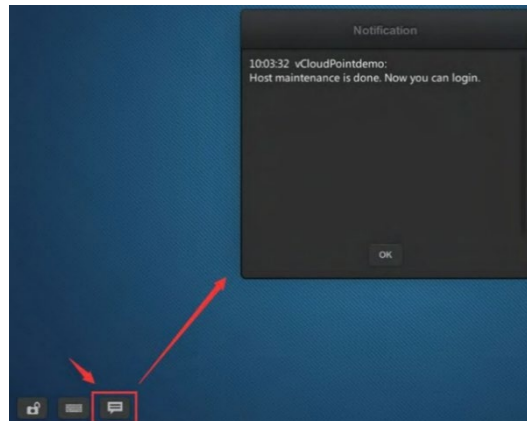 Notification
10:03:32 vCloudPointdemo:
Host maintenance is done. Now you can login.
OK